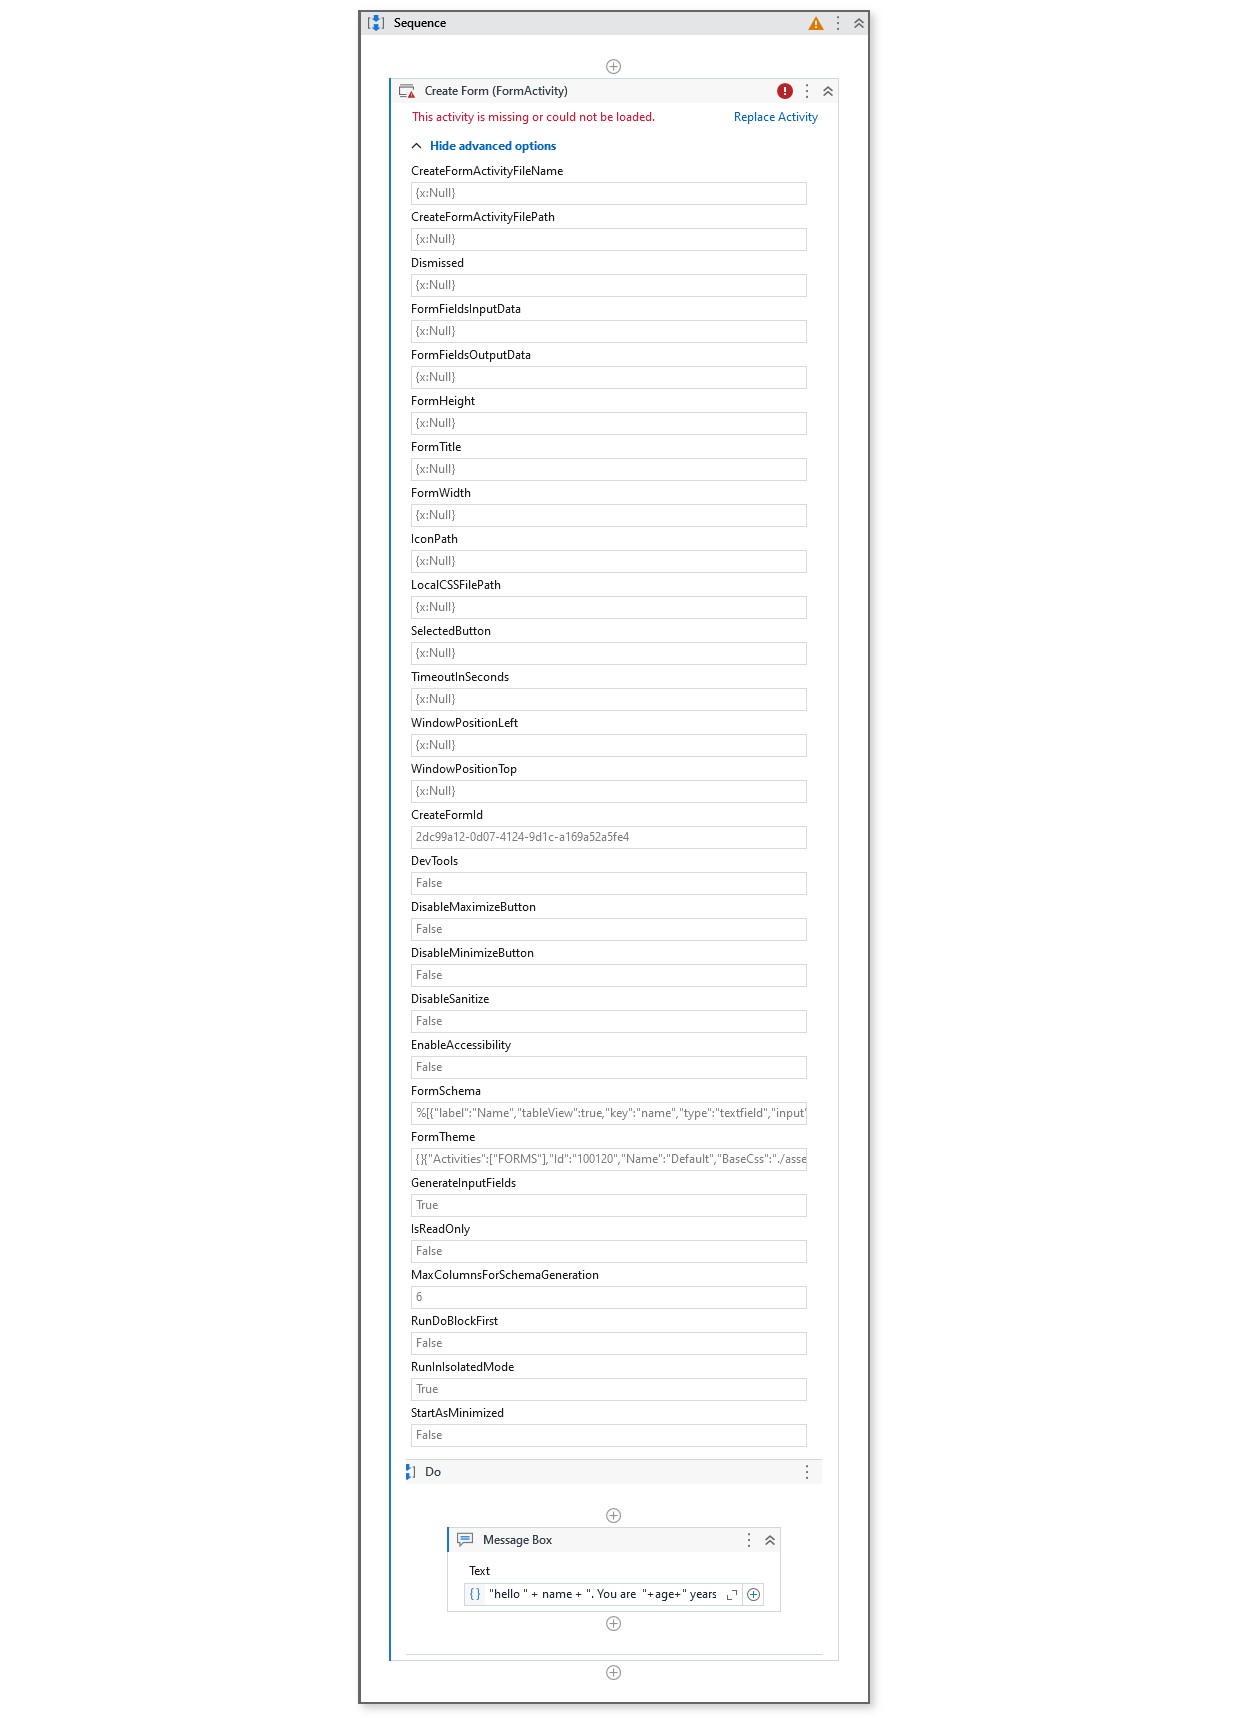 Sequence
Create Form (FormActivity)
This activity is missing or could not be loaded. Replace Activity
Hide advanced options
CreateFormActivityFileName
{x:Null}
CreateFormActivityFilePath
{x:Null}
Dismissed
{x:Null}
FormFieldsInputData
{x:Null}
FormFieldsOutputData
{x:Null}
FormHeight
{x:Null}
FormTitle
{x:Null}
FormWidth
{x:Null}
IconPath
{x:Null}
LocalCSSFilePath
{x:Null}
SelectedButton
{x:Null}
TimeoutInSeconds
{x:Null}
WindowPositionLeft
{x:Null}
WindowPositionTop
{x:Null}
CreateFormId
2dc99a12-0d07-4124-9d1c-a169a52a5fe4
DevTools
False
DisableMaximizeButton
False
DisableMinimizeButton
False
DisableSanitize
False
EnableAccessibility
False
FormSchema
%[{"label":"Name","tableView":true,"key":"name","type":"textfield","input"
FormTheme
{}{"Activities":["FORMS"],"Id":"100120","Name":"Default","BaseCss":"./asse
GenerateInputFields
True
IsReadOnly
False
MaxColumnsForSchemaGeneration
6
RunDoBlockFirst
False
RunInIsolatedMode
True
StartAsMinimized
False
Do
Message Box
Text
{} "hello " + name + ". You are  "+age+" years